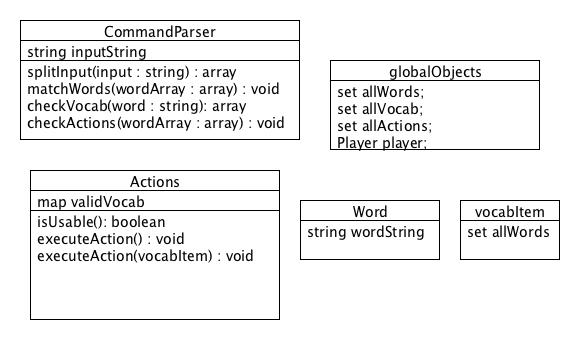 CommandParser
string inputString
splitInput(input : string) : array
matchWords(wordArray : array) : void
checkVocab(word : string): array
checkActions(wordArray : array) : void
globalObjects
set allWords;
set allVocab;
set allActions;
Player player;
Actions
map validVocab
isUsable(): boolean
executeAction() : void
executeAction(vocabItem) : void
Word
string wordString
vocabItem
set allWords